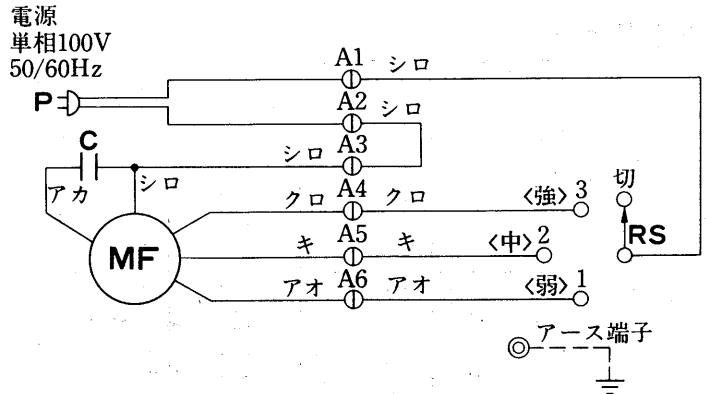 電源
単相100V
50/60Hz
P
A1 シロ
A2 シロ
C
シロ A3
アカ シロ
クロ A4 クロ 〈強〉3
切
MF
キ A5 キ 〈中〉2
RS
アオ A6 アオ 〈弱〉1
アース端子